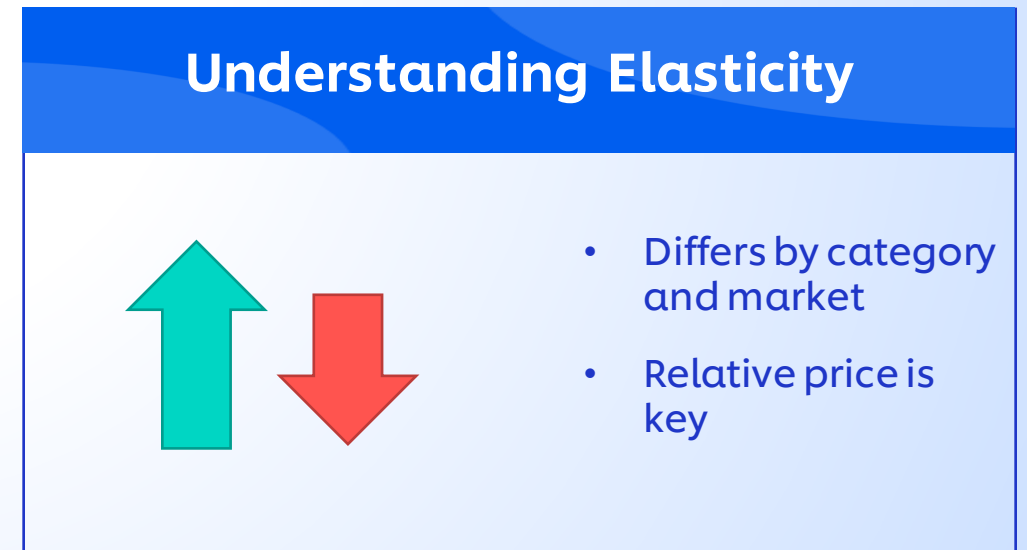 Understanding Elasticity
• Differs by category
and market
• Relative price is
key